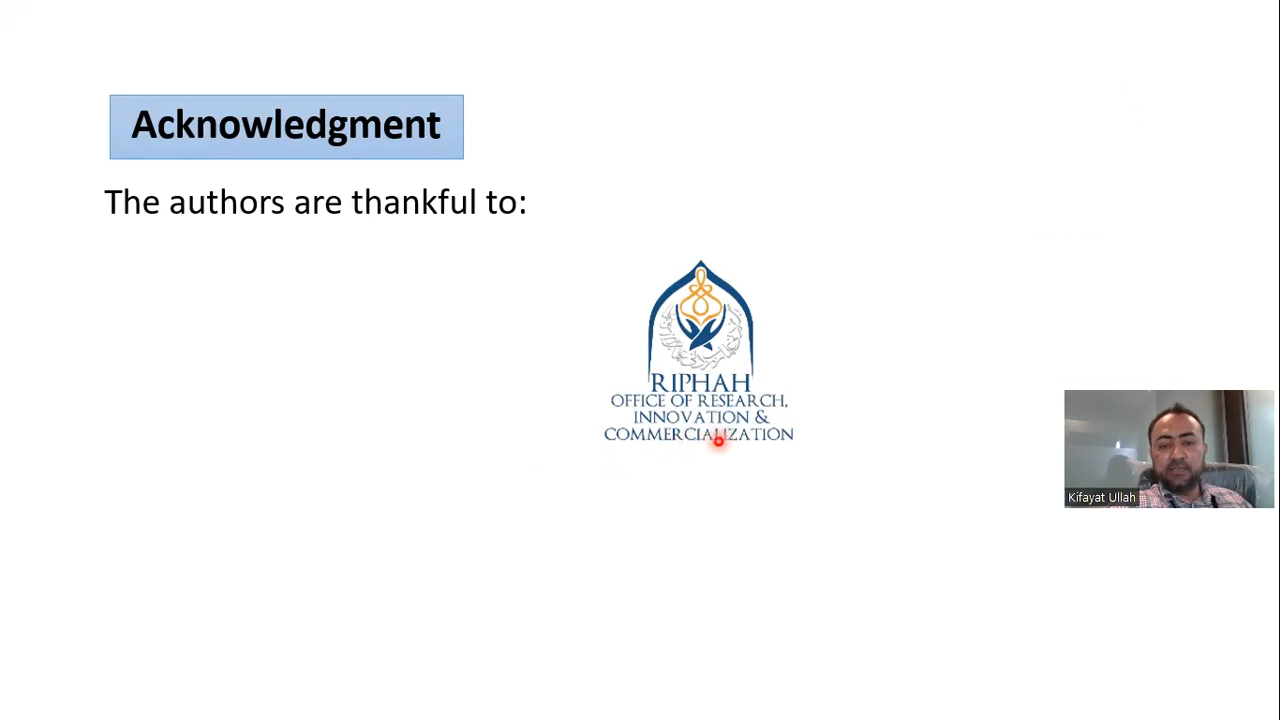 Acknowledgment
The authors are thankful to:
RIPHAH
OFFICE OF RESEARCH,
INNOVATION &
COMMERCIALIZATION
Kifayat Ullah